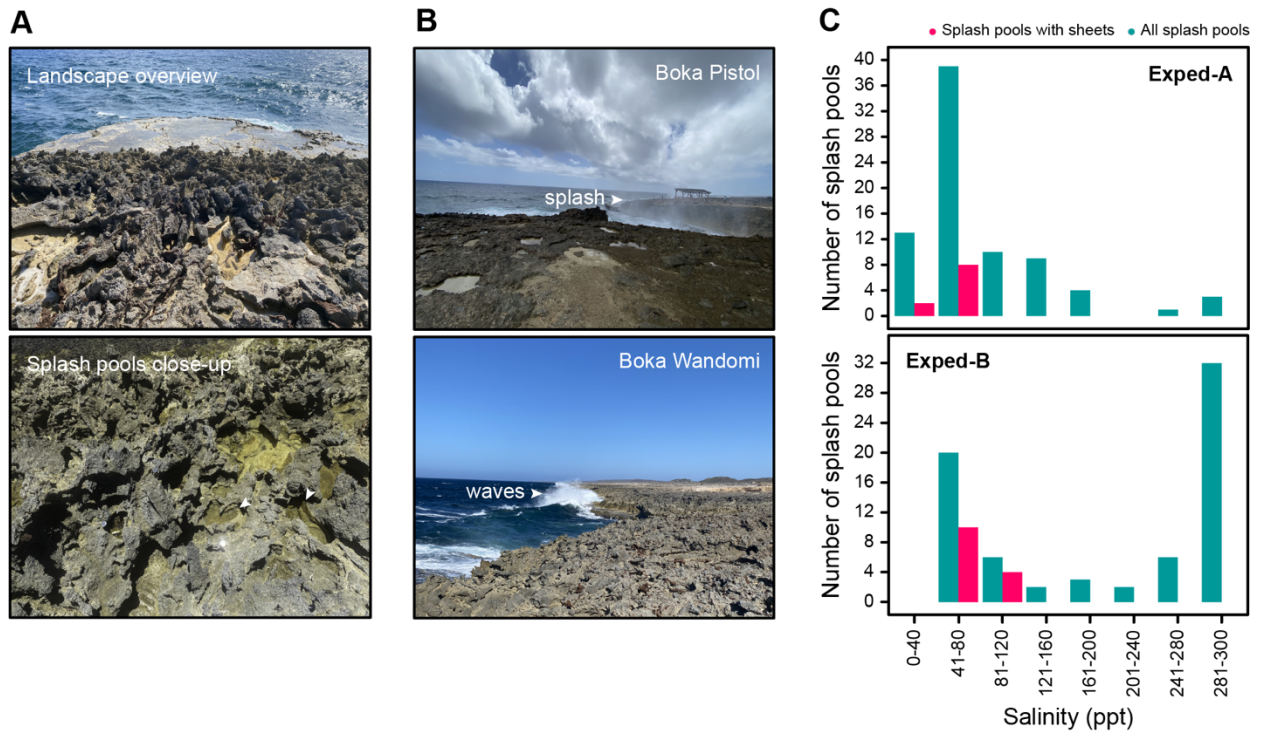 A
Landscape overview
Splash pools close-up
B
Boka Pistol
splash
Boka Wandomi
waves
C
Splash pools with sheets
All splash pools
Exped-A
Number of splash pools
40
36
32
28
24
20
16
12
8
4
0
Exped-B
Number of splash pools
32
28
24
20
16
12
8
4
0
0-40
41-80
81-120
121-160
161-200
201-240
241-280
281-300
Salinity (ppt)